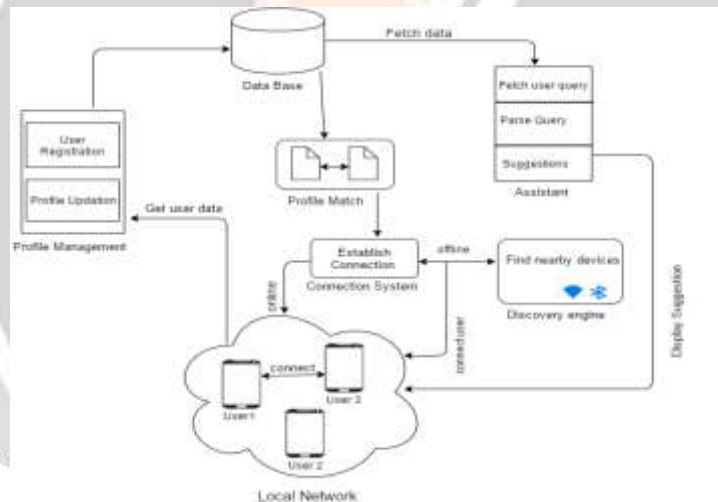 Fetch data
Data Base
Fetch user query
Parse Query
Suggestions
Assistant
User
Registration
Profile Updation
Profile Management
Profile Match
Get user data
Establish
Connection
Connection System
offline
online
Find nearby devices
Discovery engine
connect user
Display Suggestion
connect
User1
User 3
User 2
Local Network